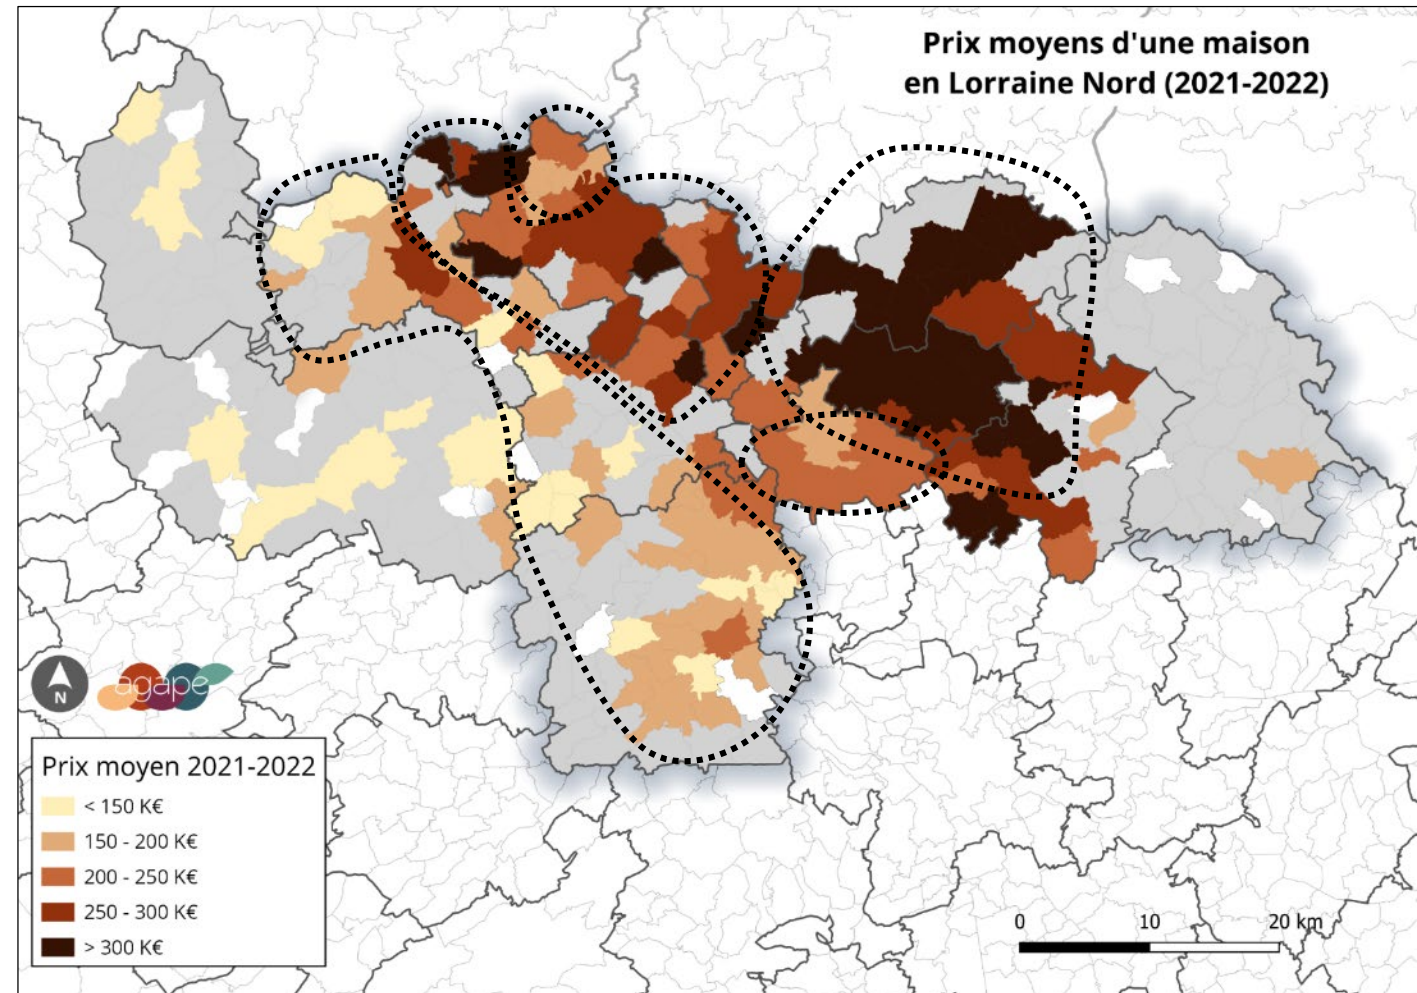 Prix moyens d'une maison
en Lorraine Nord (2021-2022)
N
agape
Prix moyen 2021-2022
< 150 K€
150 - 200 K€
200 - 250 K€
250 - 300 K€
> 300 K€
0 10 20 km